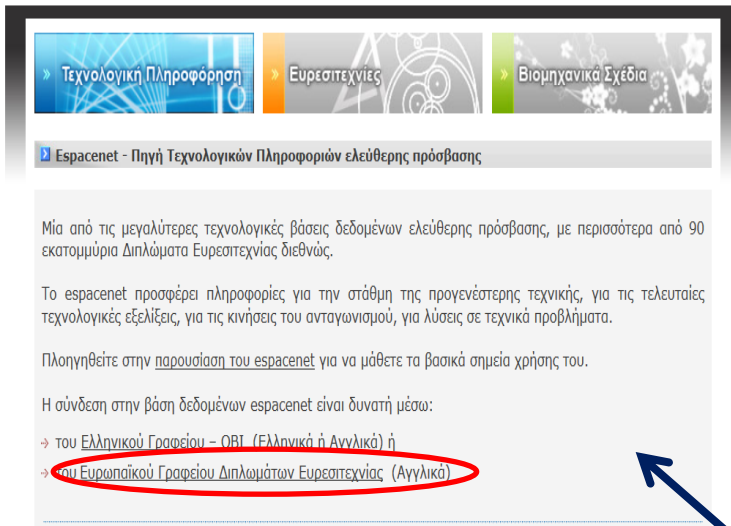 » Τεχνολογική Πληροφόρηση
» Ευρεσιτεχνίες
» Βιομηχανικά Σχέδια
Espacenet - Πηγή Τεχνολογικών Πληροφοριών ελεύθερης πρόσβασης
Μία από τις μεγαλύτερες τεχνολογικές βάσεις δεδομένων ελεύθερης πρόσβασης, με περισσότερα από 90
εκατομμύρια Διπλώματα Ευρεσιτεχνίας διεθνώς.
Το espacenet προσφέρει πληροφορίες για την στάθμη της προγενέστερης τεχνικής, για τις τελευταίες
τεχνολογικές εξελίξεις, για τις κινήσεις του ανταγωνισμού, για λύσεις σε τεχνικά προβλήματα.
Πλοηγηθείτε στην παρουσίαση του espacenet για να μάθετε τα βασικά σημεία χρήσης του.
Η σύνδεση στην βάση δεδομένων espacenet είναι δυνατή μέσω:
του Ελληνικού Γραφείου – ΟΒΙ (Ελληνικά ή Αγγλικά) ή
του Ευρωπαϊκού Γραφείου Διπλωμάτων Ευρεσιτεχνίας (Αγγλικά)